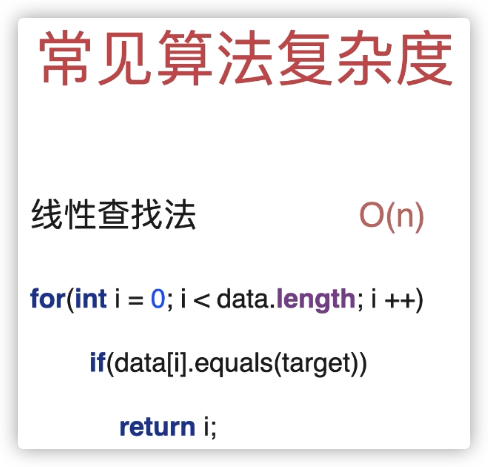 常见算法复杂度
线性查找法 O(n)
for(int i = 0; i < data.length; i ++)
if(data[i].equals(target))
return i;